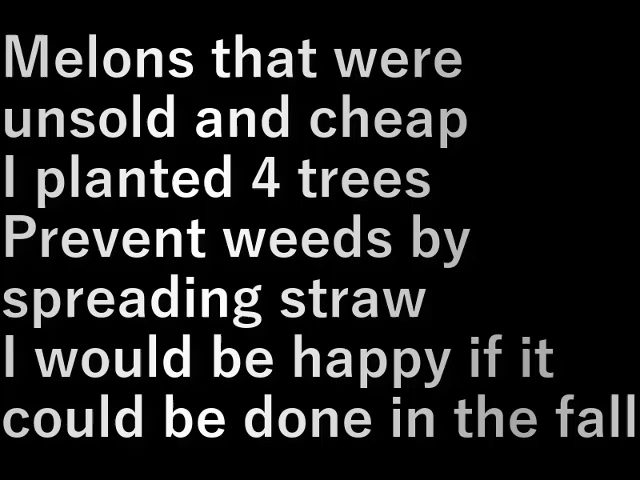 Melons that were
unsold and cheap
I planted 4 trees
Prevent weeds by
spreading straw
I would be happy if it
could be done in the fall